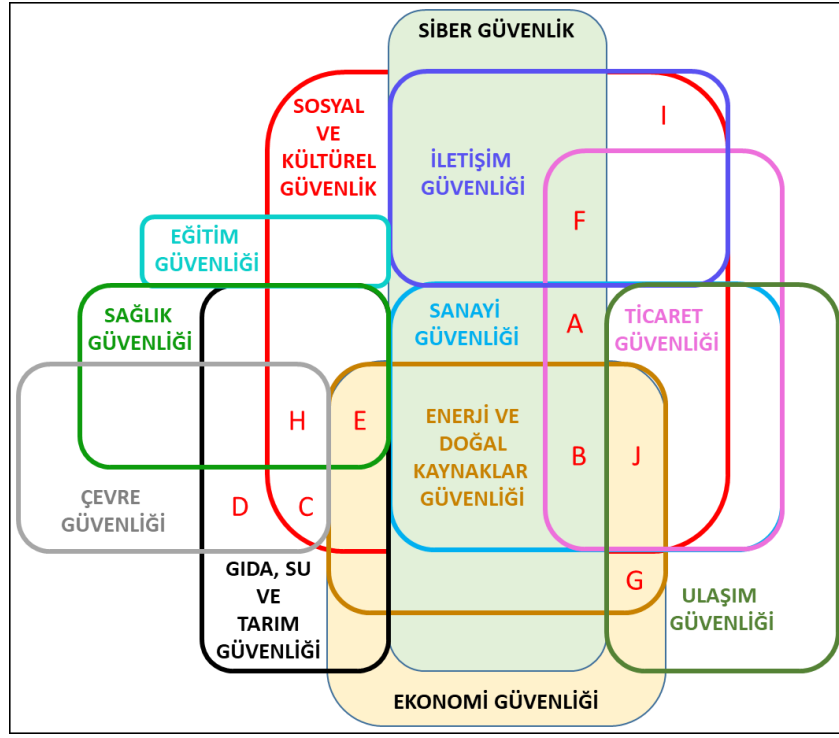 SİBER GÜVENLİK
SOSYAL
VE
KÜLTÜREL
GÜVENLİK
I
İLETİŞİM
GÜVENLİĞİ
F
EĞİTİM
GÜVENLİĞİ
SAĞLIK
GÜVENLİĞİ
SANAYİ
GÜVENLİĞİ
A
TİCARET
GÜVENLİĞİ
H
E
ENERJİ VE
DOĞAL
KAYNAKLAR
GÜVENLİĞİ
B
J
ÇEVRE
GÜVENLİĞİ
D
C
GIDA, SU
VE
TARIM
GÜVENLİĞİ
G
ULAŞIM
GÜVENLİĞİ
EKONOMİ GÜVENLİĞİ